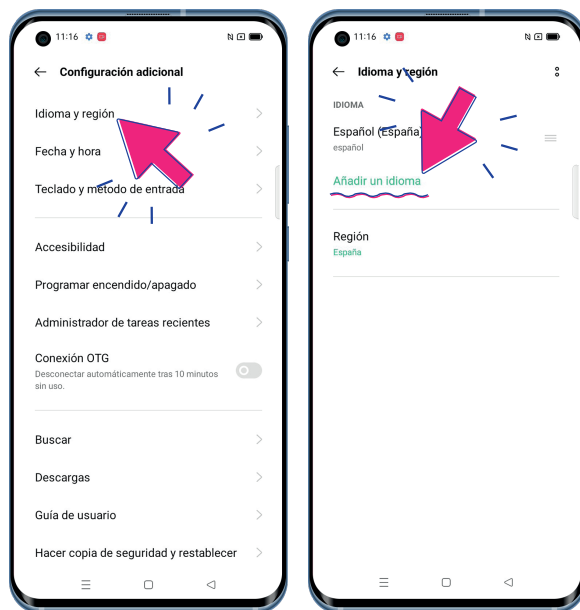 11:16
Configuración adicional
Idioma y región
Fecha y hora
Teclado y método de entrada
Accesibilidad
Programar encendido/apagado
Administrador de tareas recientes
Conexión OTG
Desconectar automáticamente tras 10 minutos
sin uso.
Buscar
Descargas
Guía de usuario
Hacer copia de seguridad y restablecer
11:16
Idioma y región
IDIOMA
Español (España)
español
Añadir un idioma
Región
España